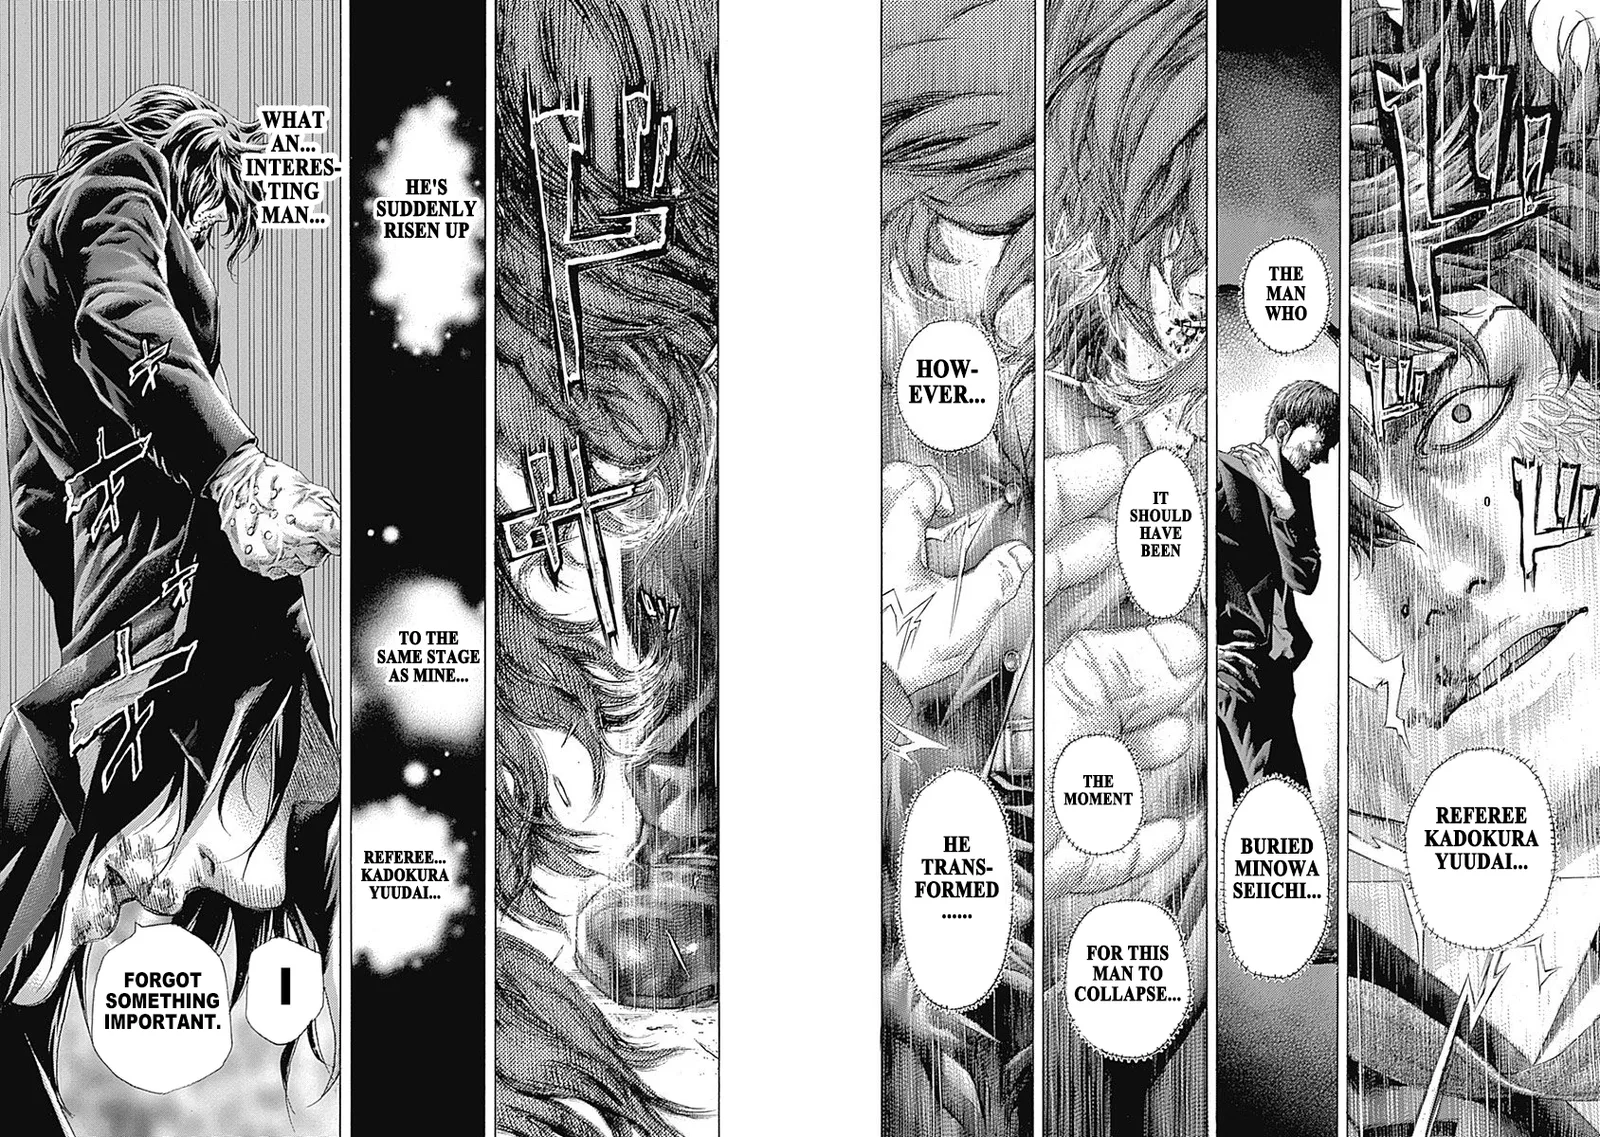 REFEREE
KADOKURA
YUUDAI...
THE
MAN
WHO
BURIED
MINOWA
SEIICHI...
IT
SHOULD
HAVE
BEEN
THE
MOMENT
FOR THIS
MAN TO
COLLAPSE...
HOW-
EVER...
HE
TRANS-
FORMED
......
HE'S
SUDDENLY
RISEN UP
TO THE
SAME STAGE
AS MINE...
REFEREE...
KADOKURA
YUUDAI...
WHAT
AN...
INTERES-
TING
MAN...
I
FORGOT
SOMETHING
IMPORTANT.